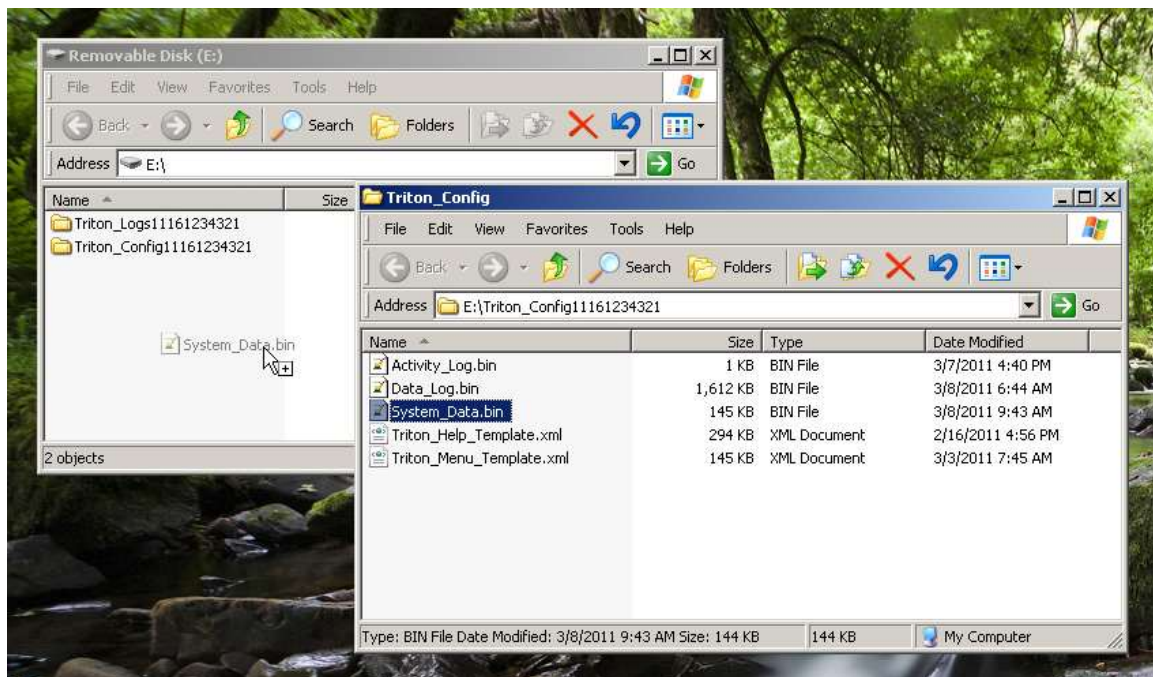 Removable Disk (E:)
File Edit View Favorites Tools Help
Back Search Folders
Address E:\ Go
Name Size
Triton_Logs11161234321
Triton_Config11161234321
System_Data.bin
2 objects
Triton_Config
File Edit View Favorites Tools Help
Back Search Folders
Address E:\Triton_Config11161234321 Go
Name Size Type Date Modified
Activity_Log.bin 1 KB BIN File 3/7/2011 4:40 PM
Data_Log.bin 1,612 KB BIN File 3/8/2011 6:44 AM
System_Data.bin 145 KB BIN File 3/8/2011 9:43 AM
Triton_Help_Template.xml 294 KB XML Document 2/16/2011 4:56 PM
Triton_Menu_Template.xml 145 KB XML Document 3/3/2011 7:45 AM
Type: BIN File Date Modified: 3/8/2011 9:43 AM Size: 144 KB 144 KB My Computer